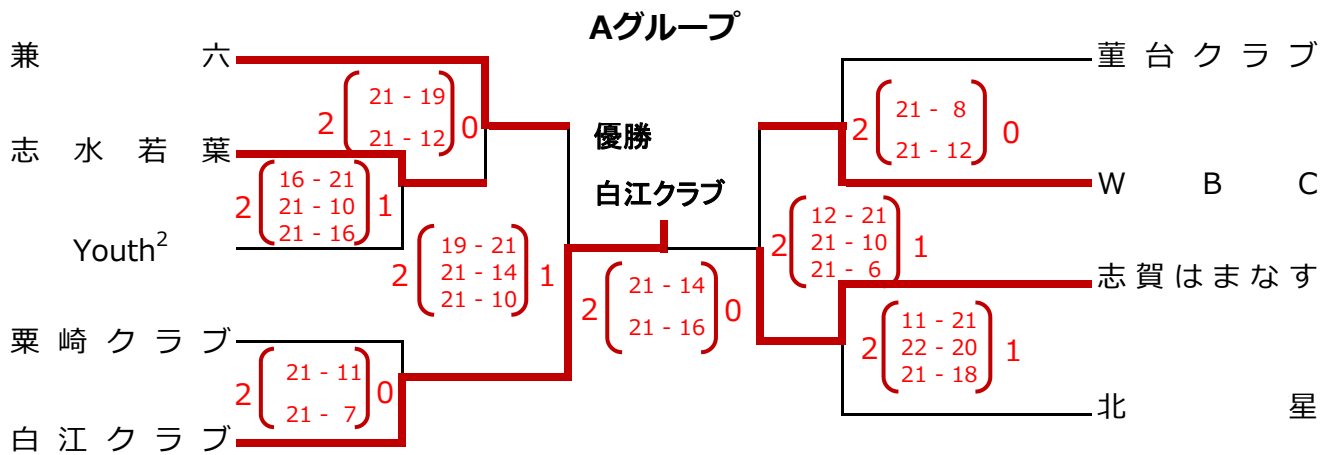 Aグループ
兼六
志水若葉
Youth²
粟崎クラブ
白江クラブ
2
21 - 19
21 - 12
0
2
16 - 21
21 - 10
21 - 16
1
2
21 - 11
21 - 7
0
2
19 - 21
21 - 14
21 - 10
1
優勝
白江クラブ
2
21 - 14
21 - 16
0
2
21 - 8
21 - 12
0
2
12 - 21
21 - 10
21 - 6
1
2
11 - 21
22 - 20
21 - 18
1
菫台クラブ
WBC
志賀はまなす
北星